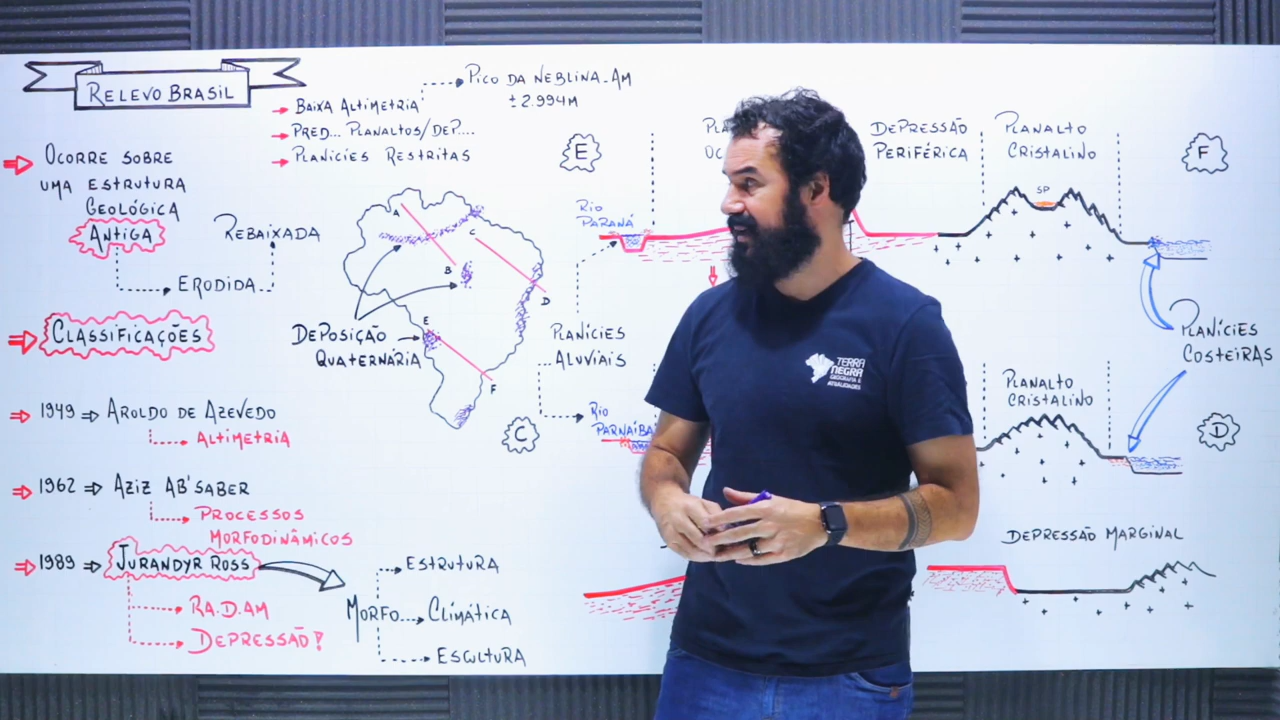 RELEVO BRASIL
BAIXA ALTIMETRIA
PICO DA NEBLINA-AM
±2.994M
PRED... PLANALTOS/DEP....
PLANÍCIES RESTRITAS
OCORRE SOBRE
UMA ESTRUTURA
GEOLÓGICA
ANTIGA
REBAIXADA
ERODIDA
CLASSIFICAÇÕES
1949 ⇒ AROLDO DE AZEVEDO
ALTIMETRIA
1962 ⇒ AZIZ AB'SABER
PROCESSOS
MORFODINÂMICOS
1989 ⇒ JURANDYR ROSS
RA.D.AM
DEPRESSÃO!
MORFO
ESTRUTURA
CLIMÁTICA
ESCULTURA
A
B
C
D
E
F
DEPOSIÇÃO
QUATERNÁRIA
E
RIO
PARANÁ
DEPRESSÃO
PERIFÉRICA
PLANALTO
CRISTALINO
SP
F
PLANÍCIES
ALUVIAIS
PLANÍCIES
COSTEIRAS
C
RIO
PARNAÍBA
PLANALTO
CRISTALINO
D
DEPRESSÃO MARGINAL
TERRA
NEGRA
GEOGRAFIA E
ATUALIDADES